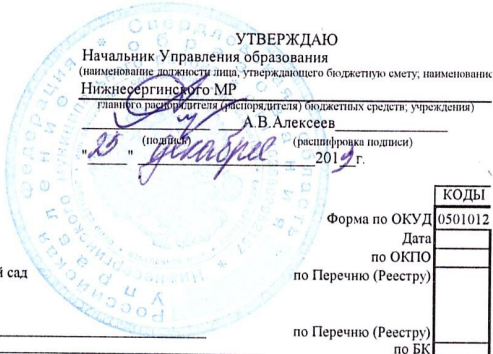 УТВЕРЖДАЮ
Начальник Управления образования
(наименование должности лица, утверждающего бюджетную смету; наименование
Нижнесергинского МР
главного распорядителя (распорядителя) бюджетных средств; учреждения)
А.В.Алексеев
(подпись) (расшифровка подписи)
"25" декабря 2019 г.
КОДЫ
Форма по ОКУД 0501012
Дата
по ОКПО
й сад по Перечню (Реестру)
по Перечню (Реестру)
по БК